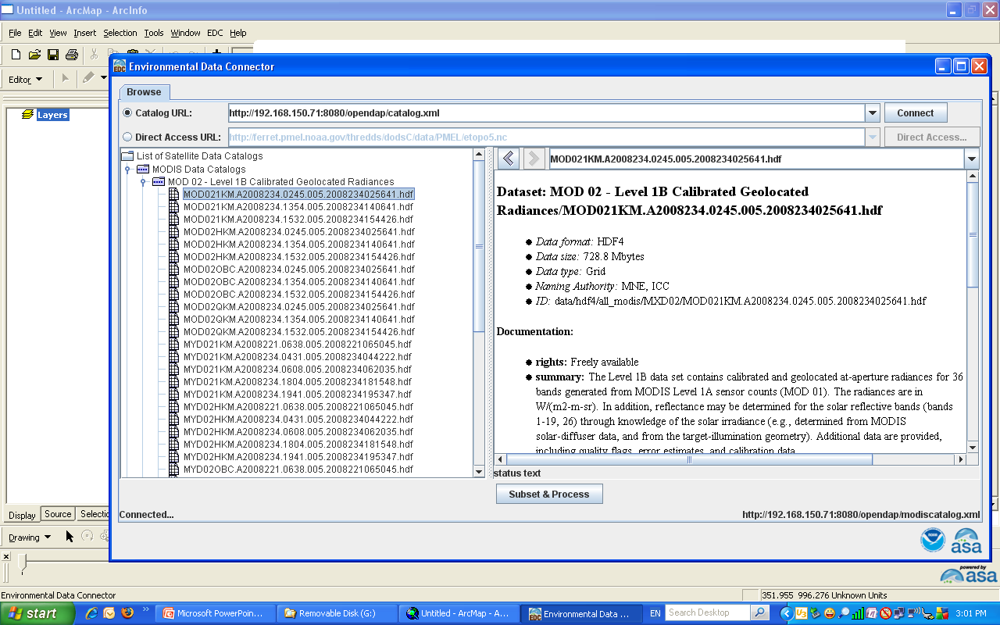 Untitled - ArcMap - ArcInfo
File Edit View Insert Selection Tools Window EDC Help
Editor
Layers
Environmental Data Connector
Browse
Catalog URL: http://192.168.150.71:8080/opendap/catalog.xml Connect
Direct Access URL: http://ferret.pmel.noaa.gov/thredds/dodsC/data/PMEL/etopo5.nc Direct Access...
List of Satellite Data Catalogs
MODIS Data Catalogs
MOD 02 - Level 1B Calibrated Geolocated Radiances
MOD021KM.A2008234.0245.005.2008234025641.hdf
MOD021KM.A2008234.1354.005.2008234140641.hdf
MOD021KM.A2008234.1532.005.2008234154426.hdf
MOD02HKM.A2008234.0245.005.2008234025641.hdf
MOD02HKM.A2008234.1354.005.2008234140641.hdf
MOD02HKM.A2008234.1532.005.2008234154426.hdf
MOD02OBC.A2008234.0245.005.2008234025641.hdf
MOD02OBC.A2008234.1354.005.2008234140641.hdf
MOD02OBC.A2008234.1532.005.2008234154426.hdf
MOD02QKM.A2008234.0245.005.2008234025641.hdf
MOD02QKM.A2008234.1354.005.2008234140641.hdf
MOD02QKM.A2008234.1532.005.2008234154426.hdf
MYD021KM.A2008221.0638.005.2008221065045.hdf
MYD021KM.A2008234.0431.005.2008234044222.hdf
MYD021KM.A2008234.0608.005.2008234062035.hdf
MYD021KM.A2008234.1804.005.2008234181548.hdf
MYD021KM.A2008234.1941.005.2008234195347.hdf
MYD02HKM.A2008221.0638.005.2008221065045.hdf
MYD02HKM.A2008234.0431.005.2008234044222.hdf
MYD02HKM.A2008234.0608.005.2008234062035.hdf
MYD02HKM.A2008234.1804.005.2008234181548.hdf
MYD02HKM.A2008234.1941.005.2008234195347.hdf
MYD02OBC.A2008221.0638.005.2008221065045.hdf
MOD021KM.A2008234.0245.005.2008234025641.hdf
Dataset: MOD 02 - Level 1B Calibrated Geolocated
Radiances/MOD021KM.A2008234.0245.005.2008234025641.hdf
Data format: HDF4
Data size: 728.8 Mbytes
Data type: Grid
Naming Authority: MNE, ICC
ID: data/hdf4/all_modis/MXD02/MOD021KM.A2008234.0245.005.2008234025641.hdf
Documentation:
rights: Freely available
summary: The Level 1B data set contains calibrated and geolocated at-aperture radiances for 36
bands generated from MODIS Level 1A sensor counts (MOD 01). The radiances are in
W/(m2-m-sr). In addition, reflectance may be determined for the solar reflective bands (bands
1-19, 26) through knowledge of the solar irradiance (e.g., determined from MODIS
solar-diffuser data, and from the target-illumination geometry). Additional data are provided,
including quality flags, error estimates, and calibration data
status text
Subset & Process
Connected... http://192.168.150.71:8080/opendap/modiscatalog.xml
asa
Display Source Selectio
Drawing
powered by
asa
Environmental Data Connector 351.955 996.276 Unknown Units
start Microsoft PowerPoin... Removable Disk (G:) Untitled - ArcMap - A... EDC Environmental Data ... EN Search Desktop 3:01 PM